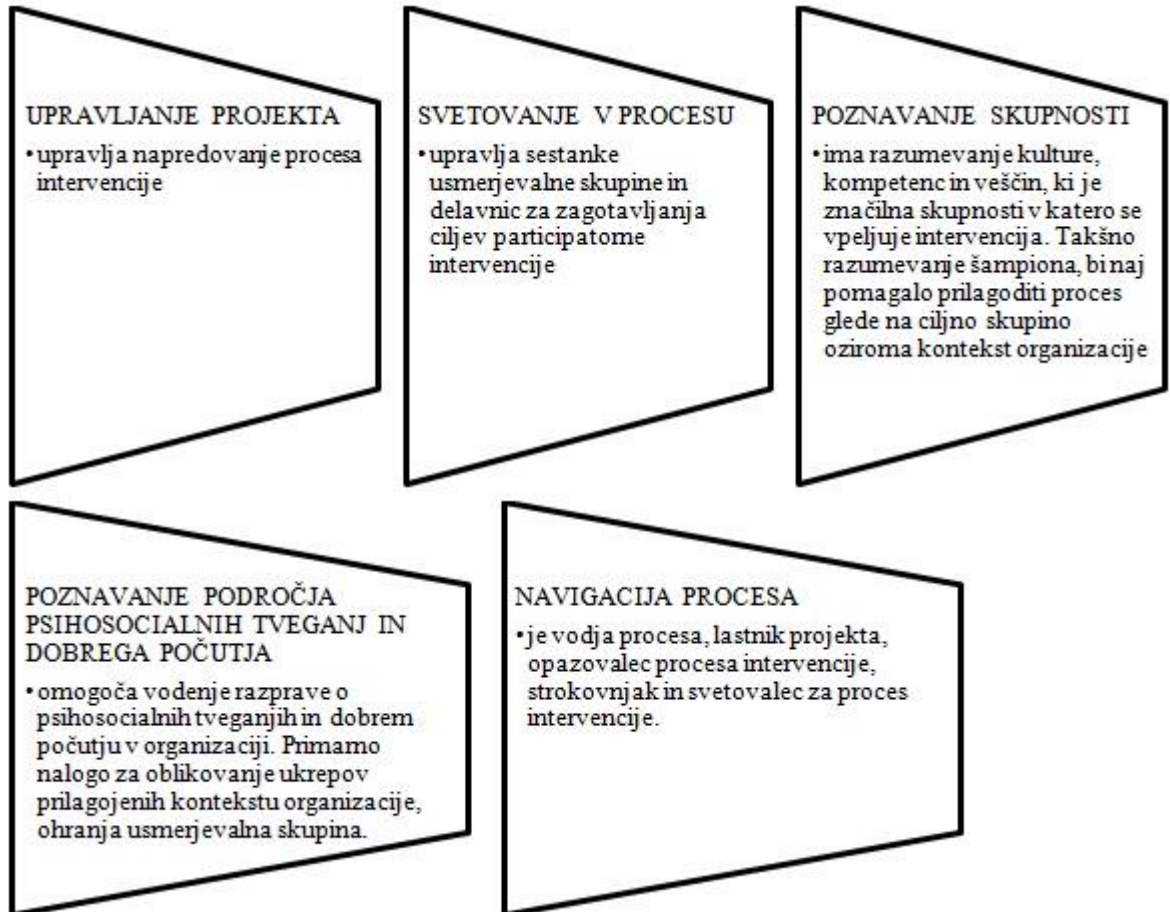 UPRAVLJANJE PROJEKTA
•upravlja napredovanje procesa
intervencije
SVETOVANJE V PROCESU
•upravlja sestanke
usmerjevalne skupine in
delavnic za zagotavljanja
ciljev participatorne
intervencije
POZNAVANJE SKUPNOSTI
•ima razumevanje kulture,
kompetenc in veščin, ki je
značilna skupnosti v katero se
vpeljuje intervencija. Takšno
razumevanje šampiona, bi naj
pomagalo prilagoditi proces
glede na ciljno skupino
oziroma kontekst organizacije
POZNAVANJE PODROČJA
PSIHOSOCIALNIH TVEGANJ IN
DOBREGA POČUTJA
•omogoča vodenje razprave o
psihosocialnih tveganjih in dobrem
počutju v organizaciji. Primarno
nalogo za oblikovanje ukrepov
prilagojenih kontekstu organizacije,
ohranja usmerjevalna skupina.
NAVIGACIJA PROCESA
•je vodja procesa, lastnik projekta,
opazovalec procesa intervencije,
strokovnjak in svetovalec za proces
intervencije.